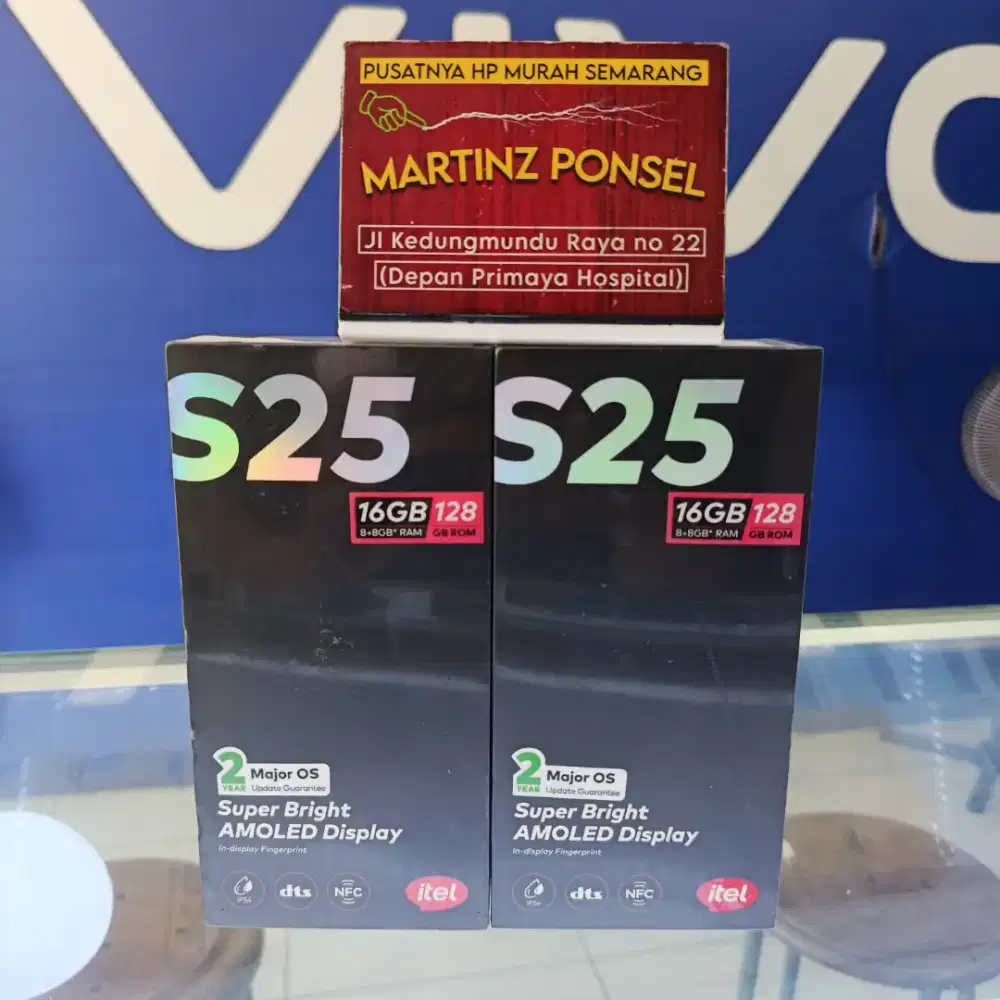 vivo
PUSATNYA HP MURAH SEMARANG
MARTINZ PONSEL
Jl Kedungmundu Raya no 22
(Depan Primaya Hospital)
S25
16GB 128
8+8GB* RAM GB ROM
2 Major OS
YEAR Update Guarantee
Super Bright
AMOLED Display
In-display Fingerprint
IP54 dts NFC itel
S25
16GB 128
8+8GB* RAM GB ROM
2 Major OS
YEAR Update Guarantee
Super Bright
AMOLED Display
In-display Fingerprint
IP54 dts NFC itel